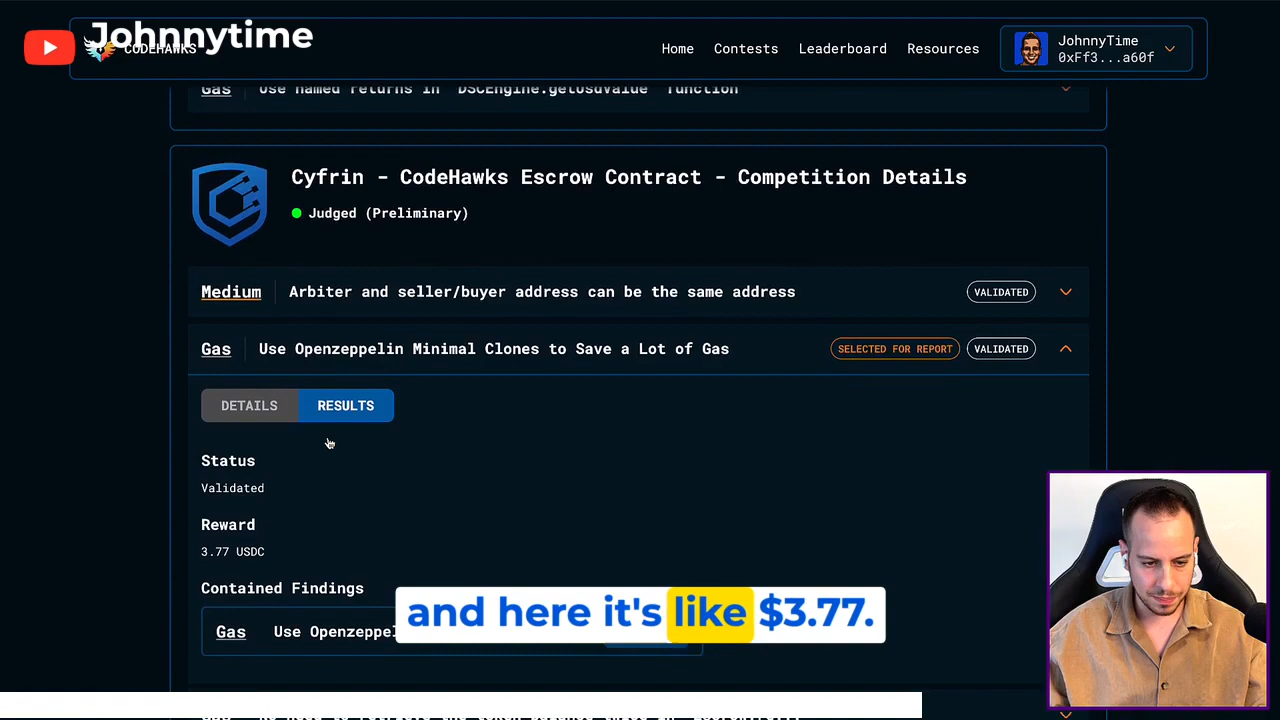 Johnnytime
CODEHAWKS
Home
Contests
Leaderboard
Resources
JohnnyTime
0xFf3...a60f
Gas
Use named returns in `DSCEngine.getUsdValue` function
Cyfrin - CodeHawks Escrow Contract - Competition Details
Judged (Preliminary)
Medium
Arbiter and seller/buyer address can be the same address
VALIDATED
Gas
Use Openzeppelin Minimal Clones to Save a Lot of Gas
SELECTED FOR REPORT
VALIDATED
DETAILS
RESULTS
Status
Validated
Reward
3.77 USDC
Contained Findings
Gas
Use Openzeppel
and here it's like $3.77.